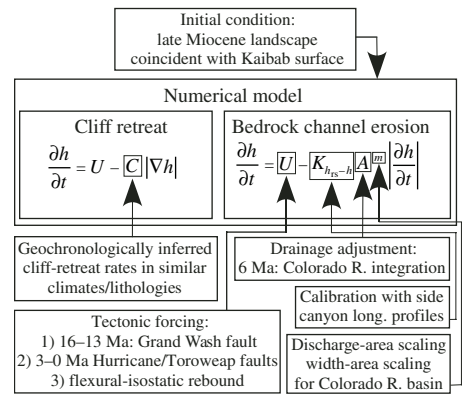 Initial condition:
late Miocene landscape
coincident with Kaibab surface
Numerical model
Cliff retreat
∂h/∂t = U − C |∇h|
Bedrock channel erosion
∂h/∂t = U − K_{h_{rs}−h} A^m |∂h/∂t|
Geochronologically inferred
cliff-retreat rates in similar
climates/lithologies
Drainage adjustment:
6 Ma: Colorado R. integration
Calibration with side
canyon long. profiles
Tectonic forcing:
1) 16–13 Ma: Grand Wash fault
2) 3–0 Ma Hurricane/Toroweap faults
3) flexural-isostatic rebound
Discharge-area scaling
width-area scaling
for Colorado R. basin